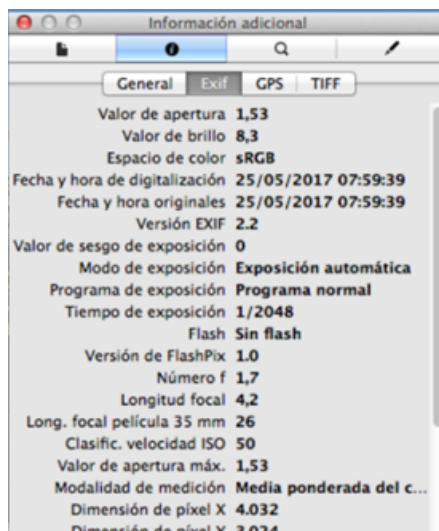 Información adicional
General Exif GPS TIFF
Valor de apertura 1,53
Valor de brillo 8,3
Espacio de color sRGB
Fecha y hora de digitalización 25/05/2017 07:59:39
Fecha y hora originales 25/05/2017 07:59:39
Versión EXIF 2.2
Valor de sesgo de exposición 0
Modo de exposición Exposición automática
Programa de exposición Programa normal
Tiempo de exposición 1/2048
Flash Sin flash
Versión de FlashPix 1.0
Número f 1,7
Longitud focal 4,2
Long. focal película 35 mm 26
Clasific. velocidad ISO 50
Valor de apertura máx. 1,53
Modalidad de medición Media ponderada del c...
Dimensión de píxel X 4.032
Dimensión de píxel Y 3.024